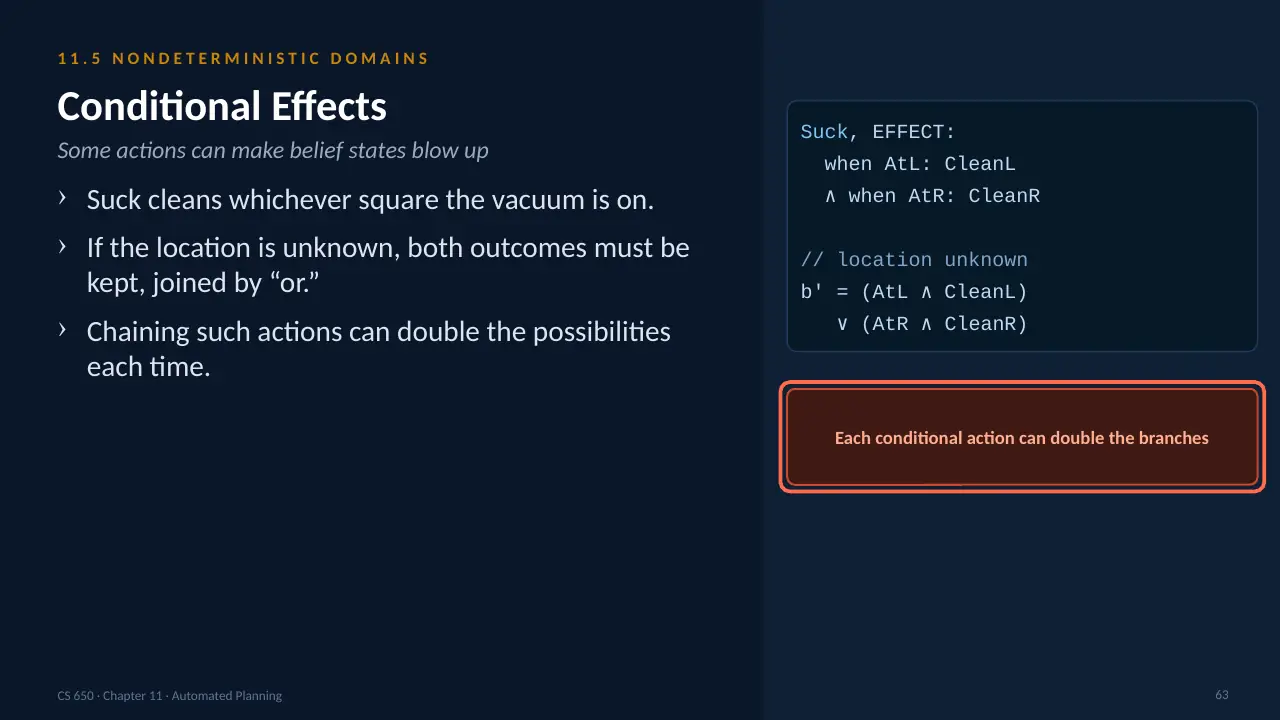 11.5 NONDETERMINISTIC DOMAINS
Conditional Effects
Some actions can make belief states blow up
› Suck cleans whichever square the vacuum is on.
› If the location is unknown, both outcomes must be
kept, joined by “or.”
› Chaining such actions can double the possibilities
each time.
Suck, EFFECT:
  when AtL: CleanL
  ∧ when AtR: CleanR
// location unknown
b' = (AtL ∧ CleanL)
   ∨ (AtR ∧ CleanR)
Each conditional action can double the branches
CS 650 · Chapter 11 · Automated Planning
63